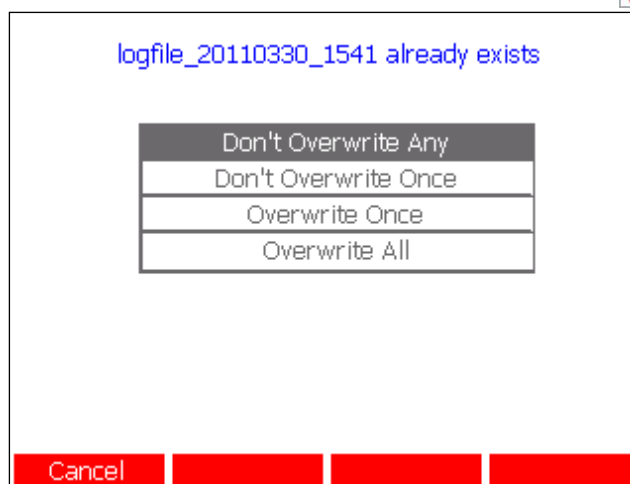 logfile_20110330_1541 already exists
Don't Overwrite Any
Don't Overwrite Once
Overwrite Once
Overwrite All
Cancel